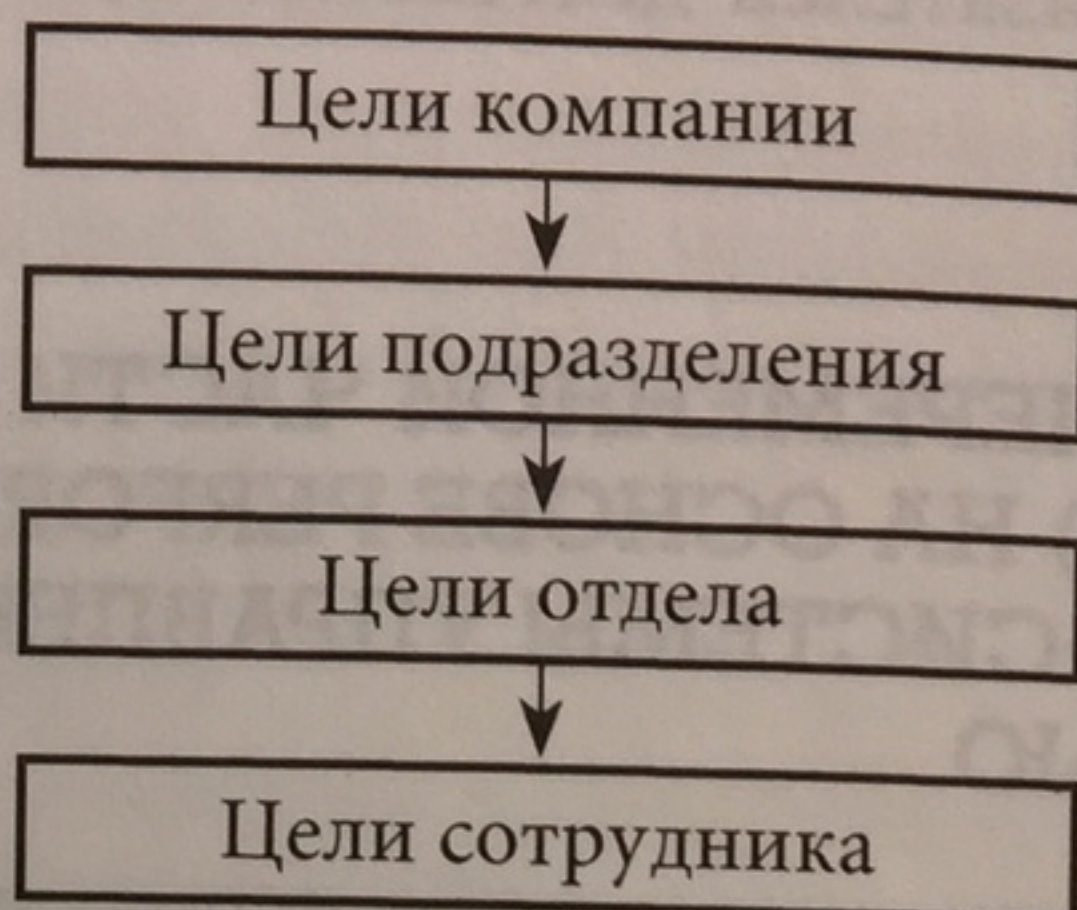 Цели компании
Цели подразделения
Цели отдела
Цели сотрудника